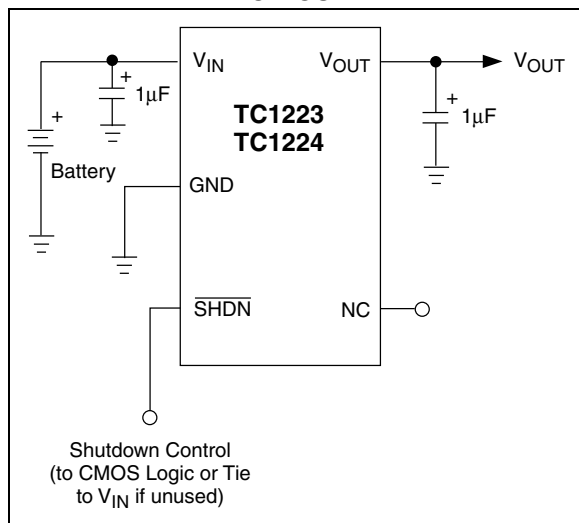 V_IN
V_OUT
V_OUT
+
1μF
+
1μF
TC1223
TC1224
+
Battery
GND
SHDN
NC
Shutdown Control
(to CMOS Logic or Tie
to V_IN if unused)